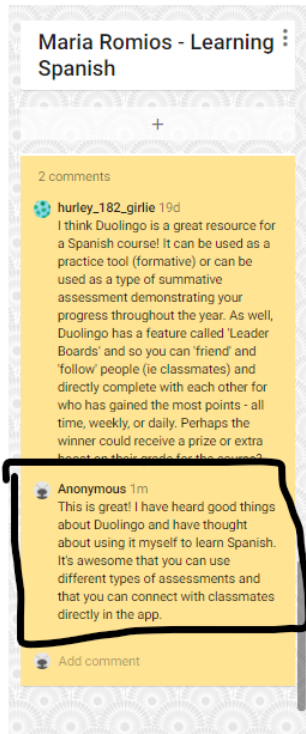 Maria Romios - Learning
Spanish
+
2 comments
hurley_182_girlie 19d
I think Duolingo is a great resource for
a Spanish course! It can be used as a
practice tool (formative) or can be
used as a type of summative
assessment demonstrating your
progress throughout the year. As well,
Duolingo has a feature called 'Leader
Boards' and so you can 'friend' and
'follow' people (ie classmates) and
directly complete with each other for
who has gained the most points - all
time, weekly, or daily. Perhaps the
winner could receive a prize or extra
boost on their grade for the course?
Anonymous 1m
This is great! I have heard good things
about Duolingo and have thought
about using it myself to learn Spanish.
It's awesome that you can use
different types of assessments and
that you can connect with classmates
directly in the app.
Add comment